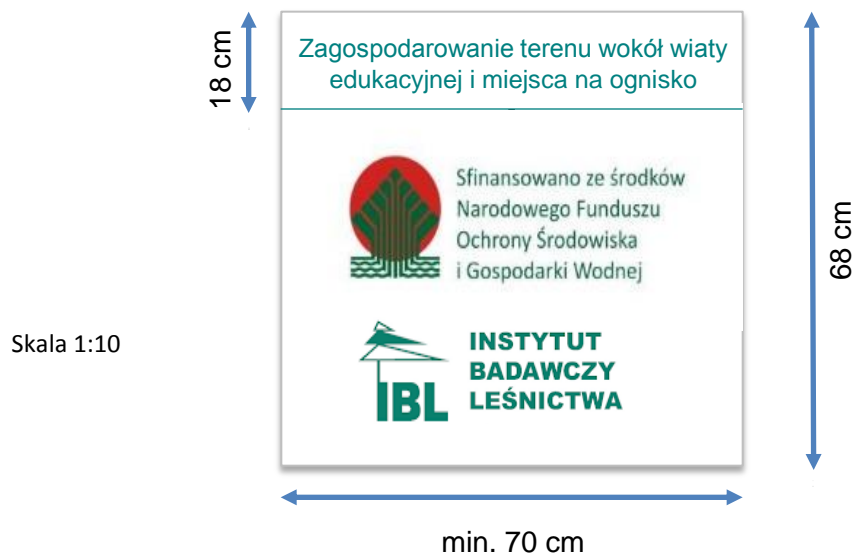 18 cm
Zagospodarowanie terenu wokół wiaty
edukacyjnej i miejsca na ognisko
Sfinansowano ze środków
Narodowego Funduszu
Ochrony Środowiska
i Gospodarki Wodnej
68 cm
Skala 1:10
IBL
INSTYTUT
BADAWCZY
LEŚNICTWA
min. 70 cm